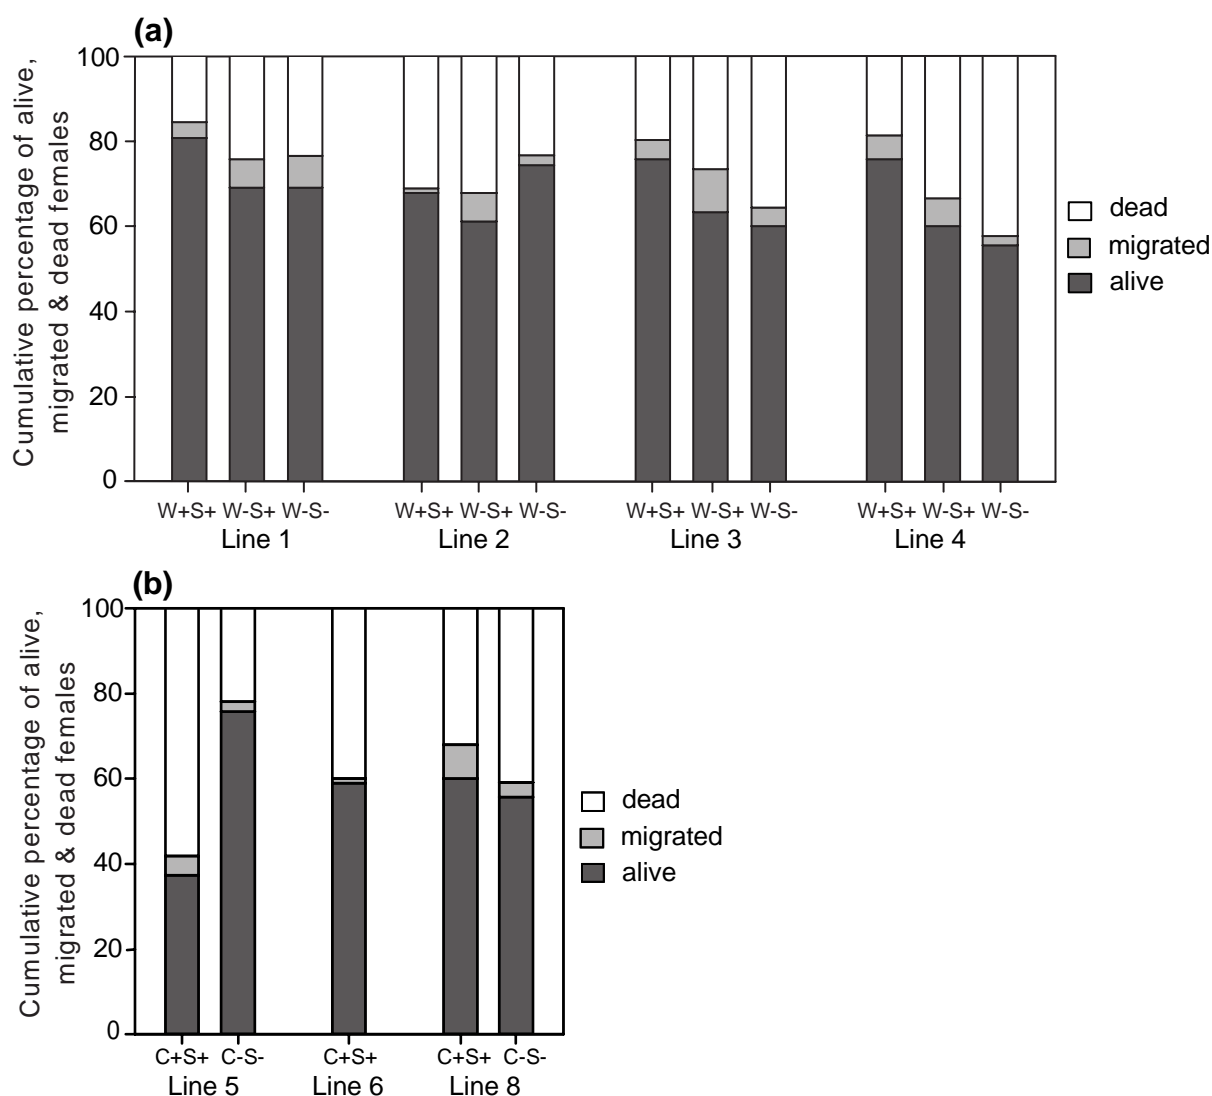 (a)
Cumulative percentage of alive,
migrated & dead females
100
80
60
40
20
0
W+S+ W-S+ W-S- W+S+ W-S+ W-S- W+S+ W-S+ W-S- W+S+ W-S+ W-S-
Line 1 Line 2 Line 3 Line 4
dead
migrated
alive
(b)
Cumulative percentage of alive,
migrated & dead females
100
80
60
40
20
0
C+S+ C-S- C+S+ C+S+ C-S-
Line 5 Line 6 Line 8
dead
migrated
alive